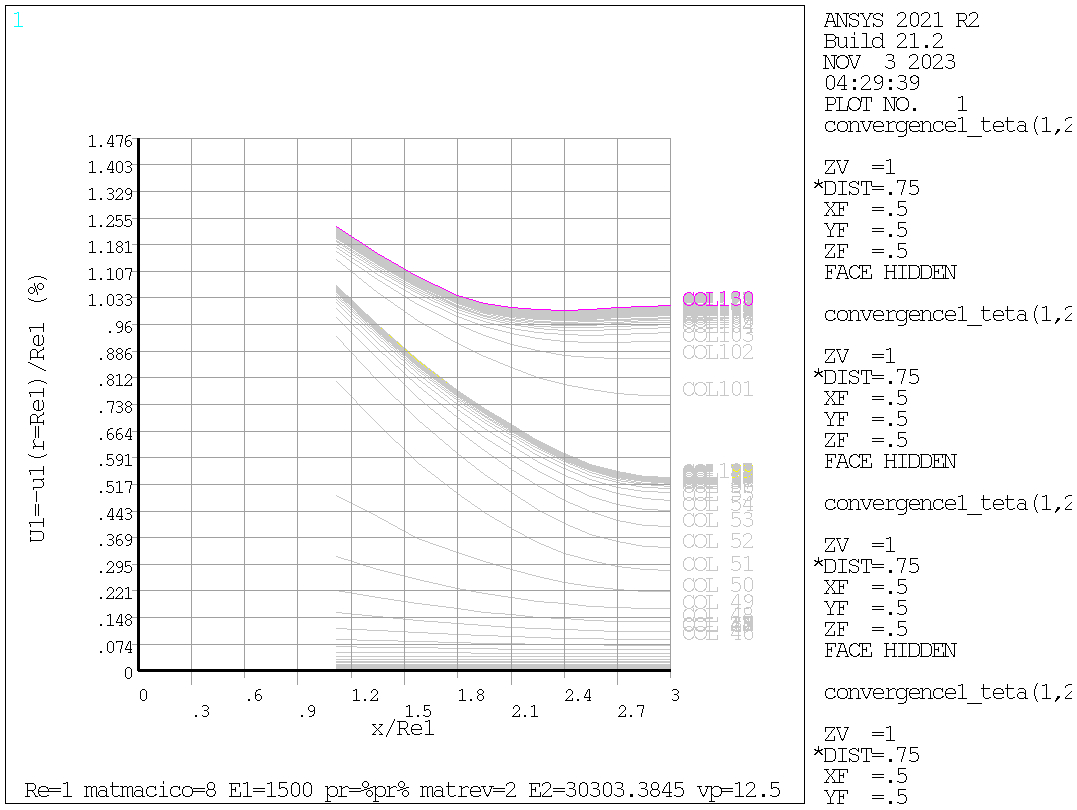 1
ANSYS 2021 R2
Build 21.2
NOV 3 2023
04:29:39
PLOT NO. 1
convergence1_teta(1,2
ZV =1
*DIST=.75
XF =.5
YF =.5
ZF =.5
FACE HIDDEN
convergence1_teta(1,2
ZV =1
*DIST=.75
XF =.5
YF =.5
ZF =.5
FACE HIDDEN
convergence1_teta(1,2
ZV =1
*DIST=.75
XF =.5
YF =.5
ZF =.5
FACE HIDDEN
convergence1_teta(1,2
ZV =1
*DIST=.75
XF =.5
YF =.5
U1=-u1(r=Re1)/Re1 (%)
1.476
1.403
1.329
1.255
1.181
1.107
1.033
.96
.886
.812
.738
.664
.591
.517
.443
.369
.295
.221
.148
.074
0
COL130
COL103
COL102
COL101
COL 54
COL 53
COL 52
COL 51
COL 50
COL 49
COL 46
0
.3
.6
.9
1.2
1.5
1.8
2.1
2.4
2.7
3
x/Re1
Re=1 matmacico=8 E1=1500 pr=%pr% matrev=2 E2=30303.3845 vp=12.5